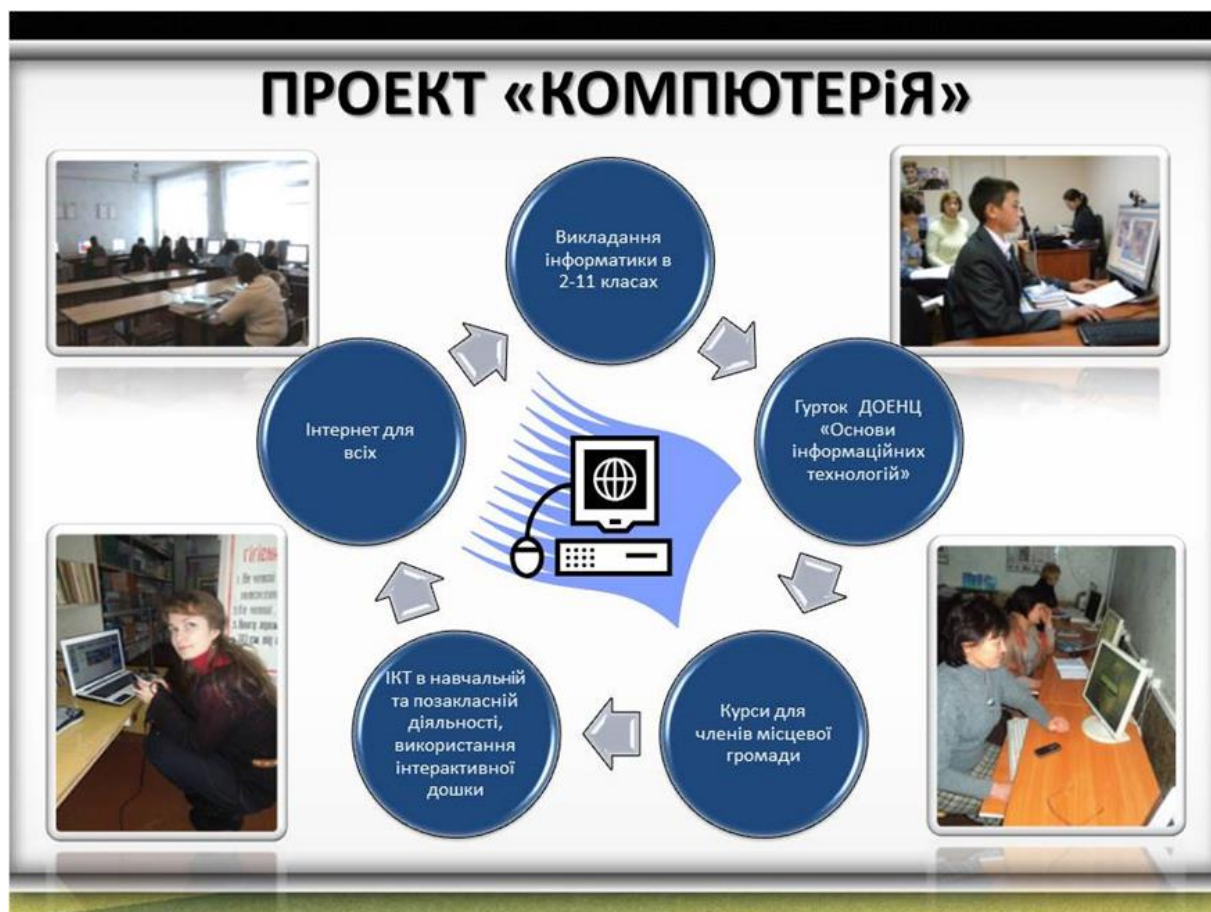 ПРОЕКТ «КОМПЮТЕРіЯ»
Викладання
інформатики в
2-11 класах
Гурток ДОЕНЦ
«Основи
інформаційних
технологій»
Курси для
членів місцевої
громади
ІКТ в навчальній
та позакласній
діяльності,
використання
інтерактивної
дошки
Інтернет для
всіх